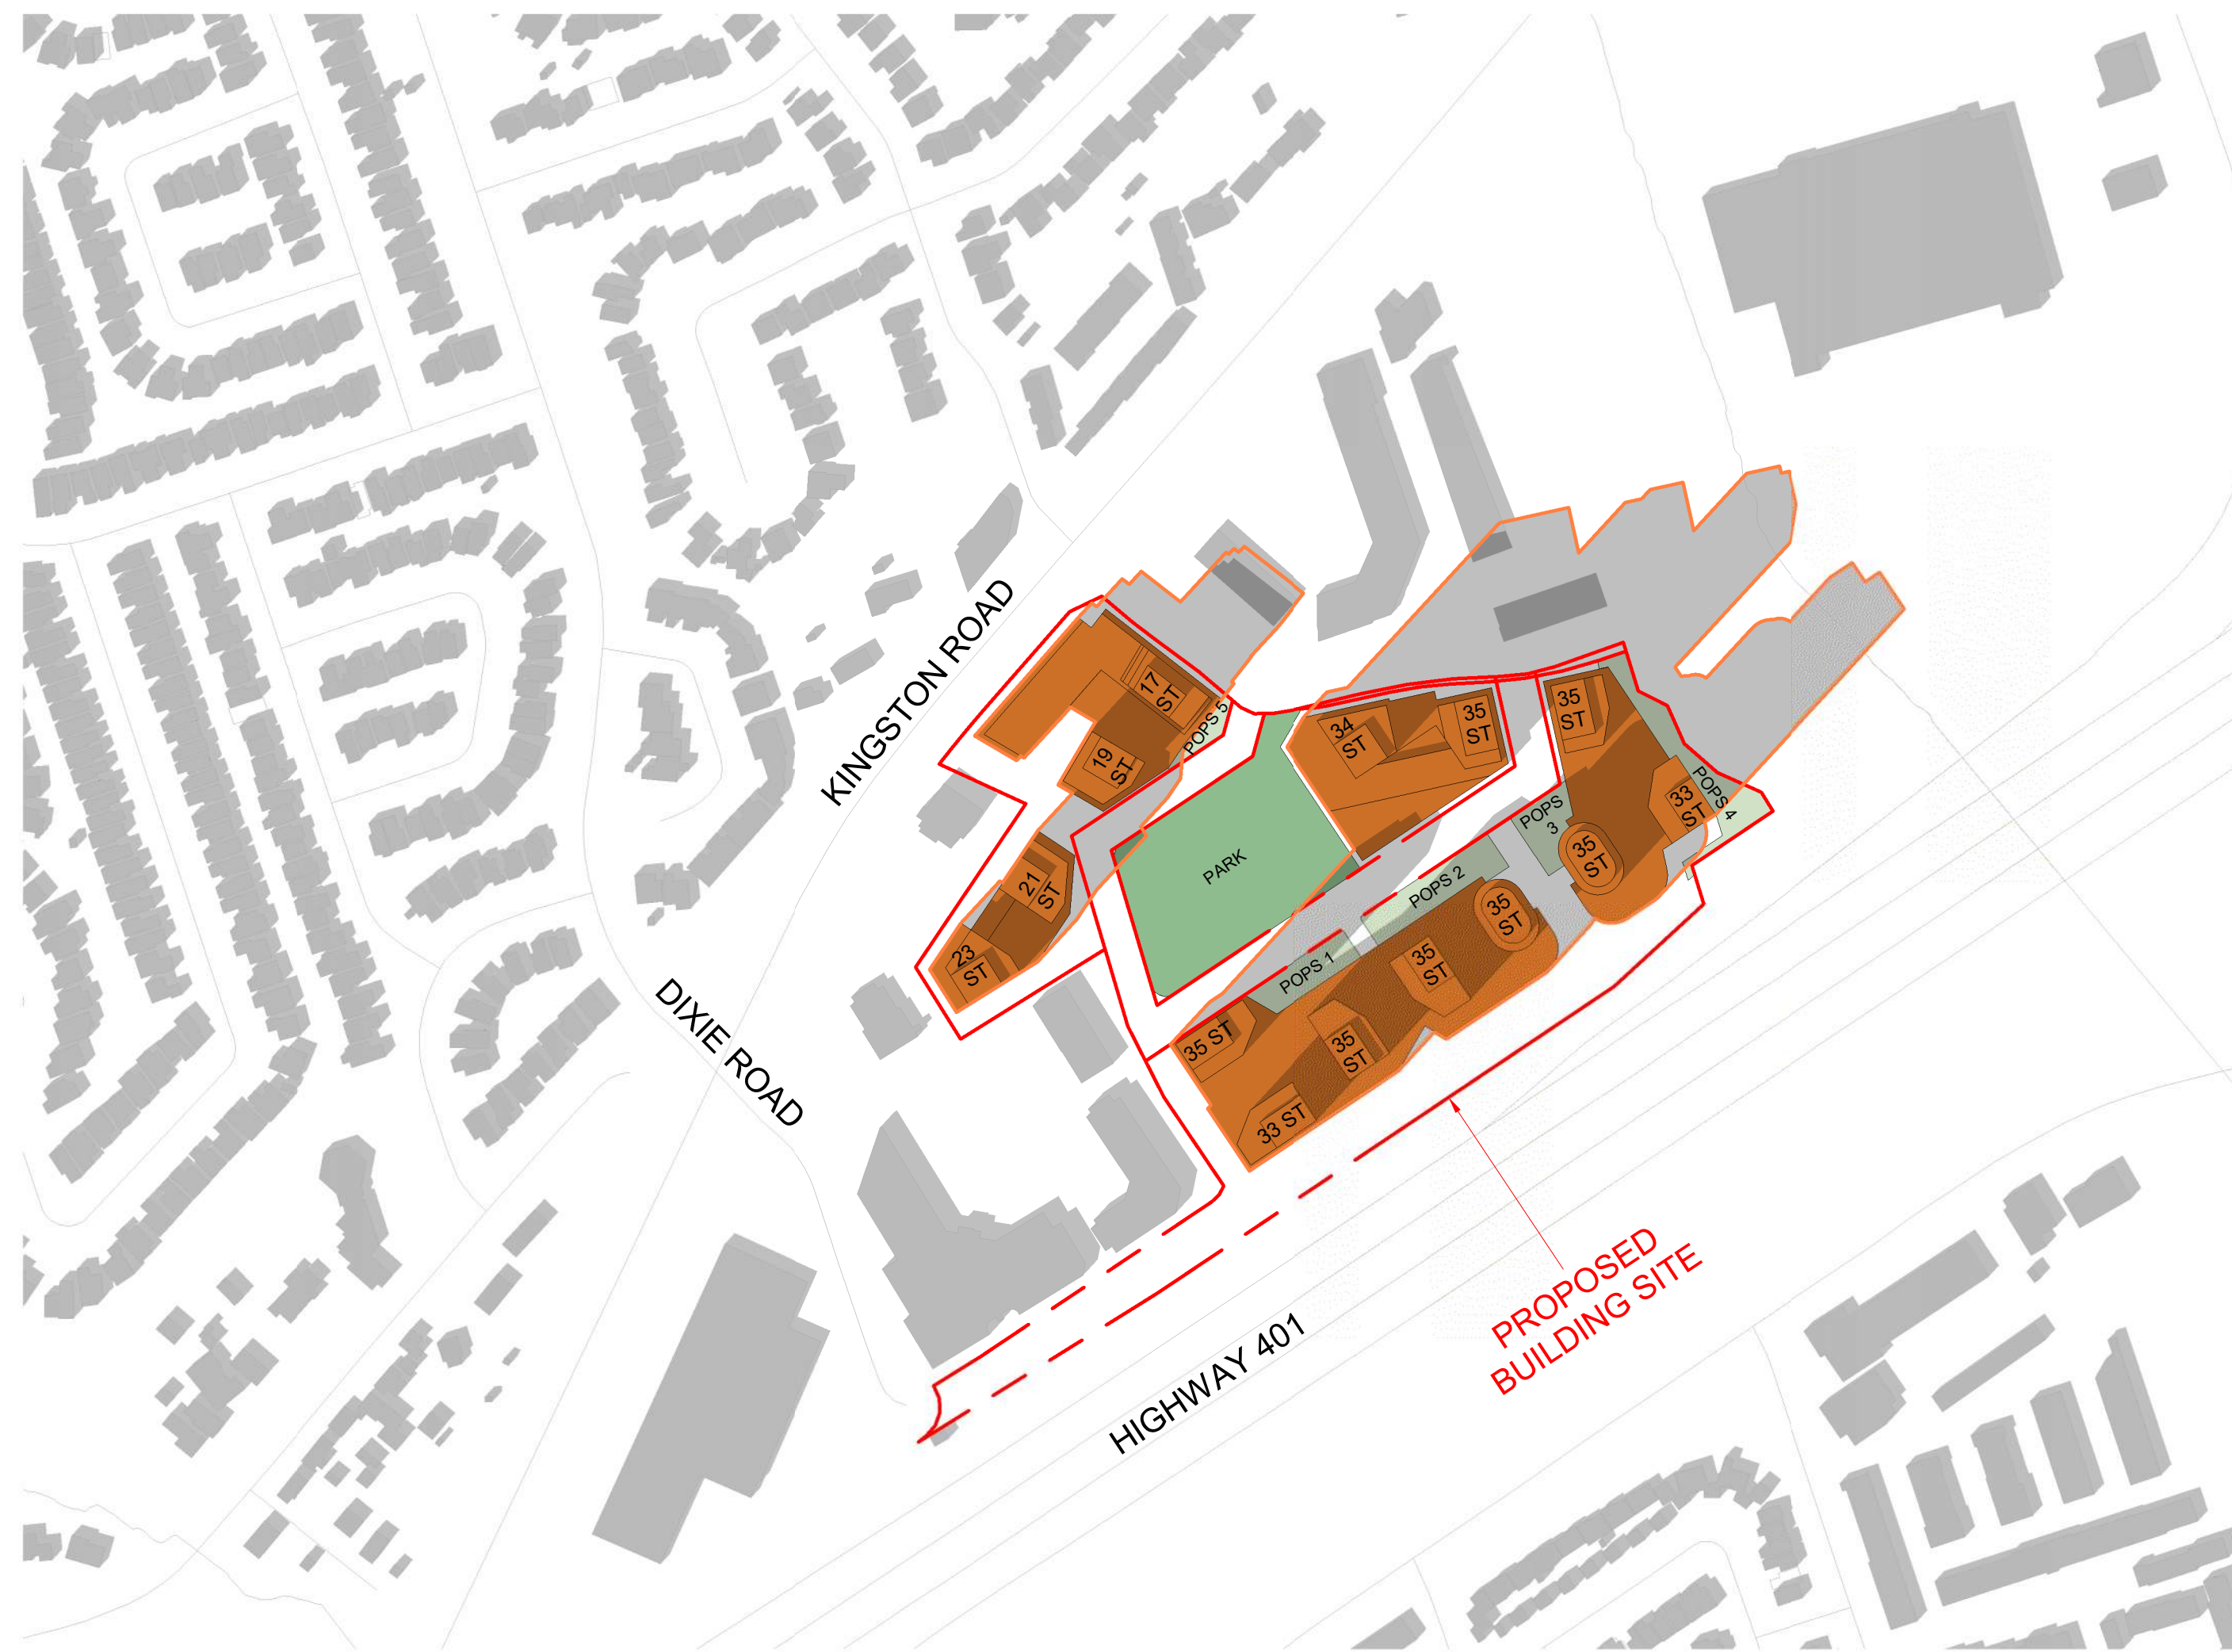 KINGSTON ROAD
17
ST
POPS 5
19
ST
34
ST
35
ST
35
ST
33
ST
POPS 4
POPS
3
35
ST
PARK
POPS 2
21
ST
35
ST
23
ST
35
ST
POPS 1
35 ST
35
ST
33 ST
DIXIE ROAD
HIGHWAY 401
PROPOSED
BUILDING SITE